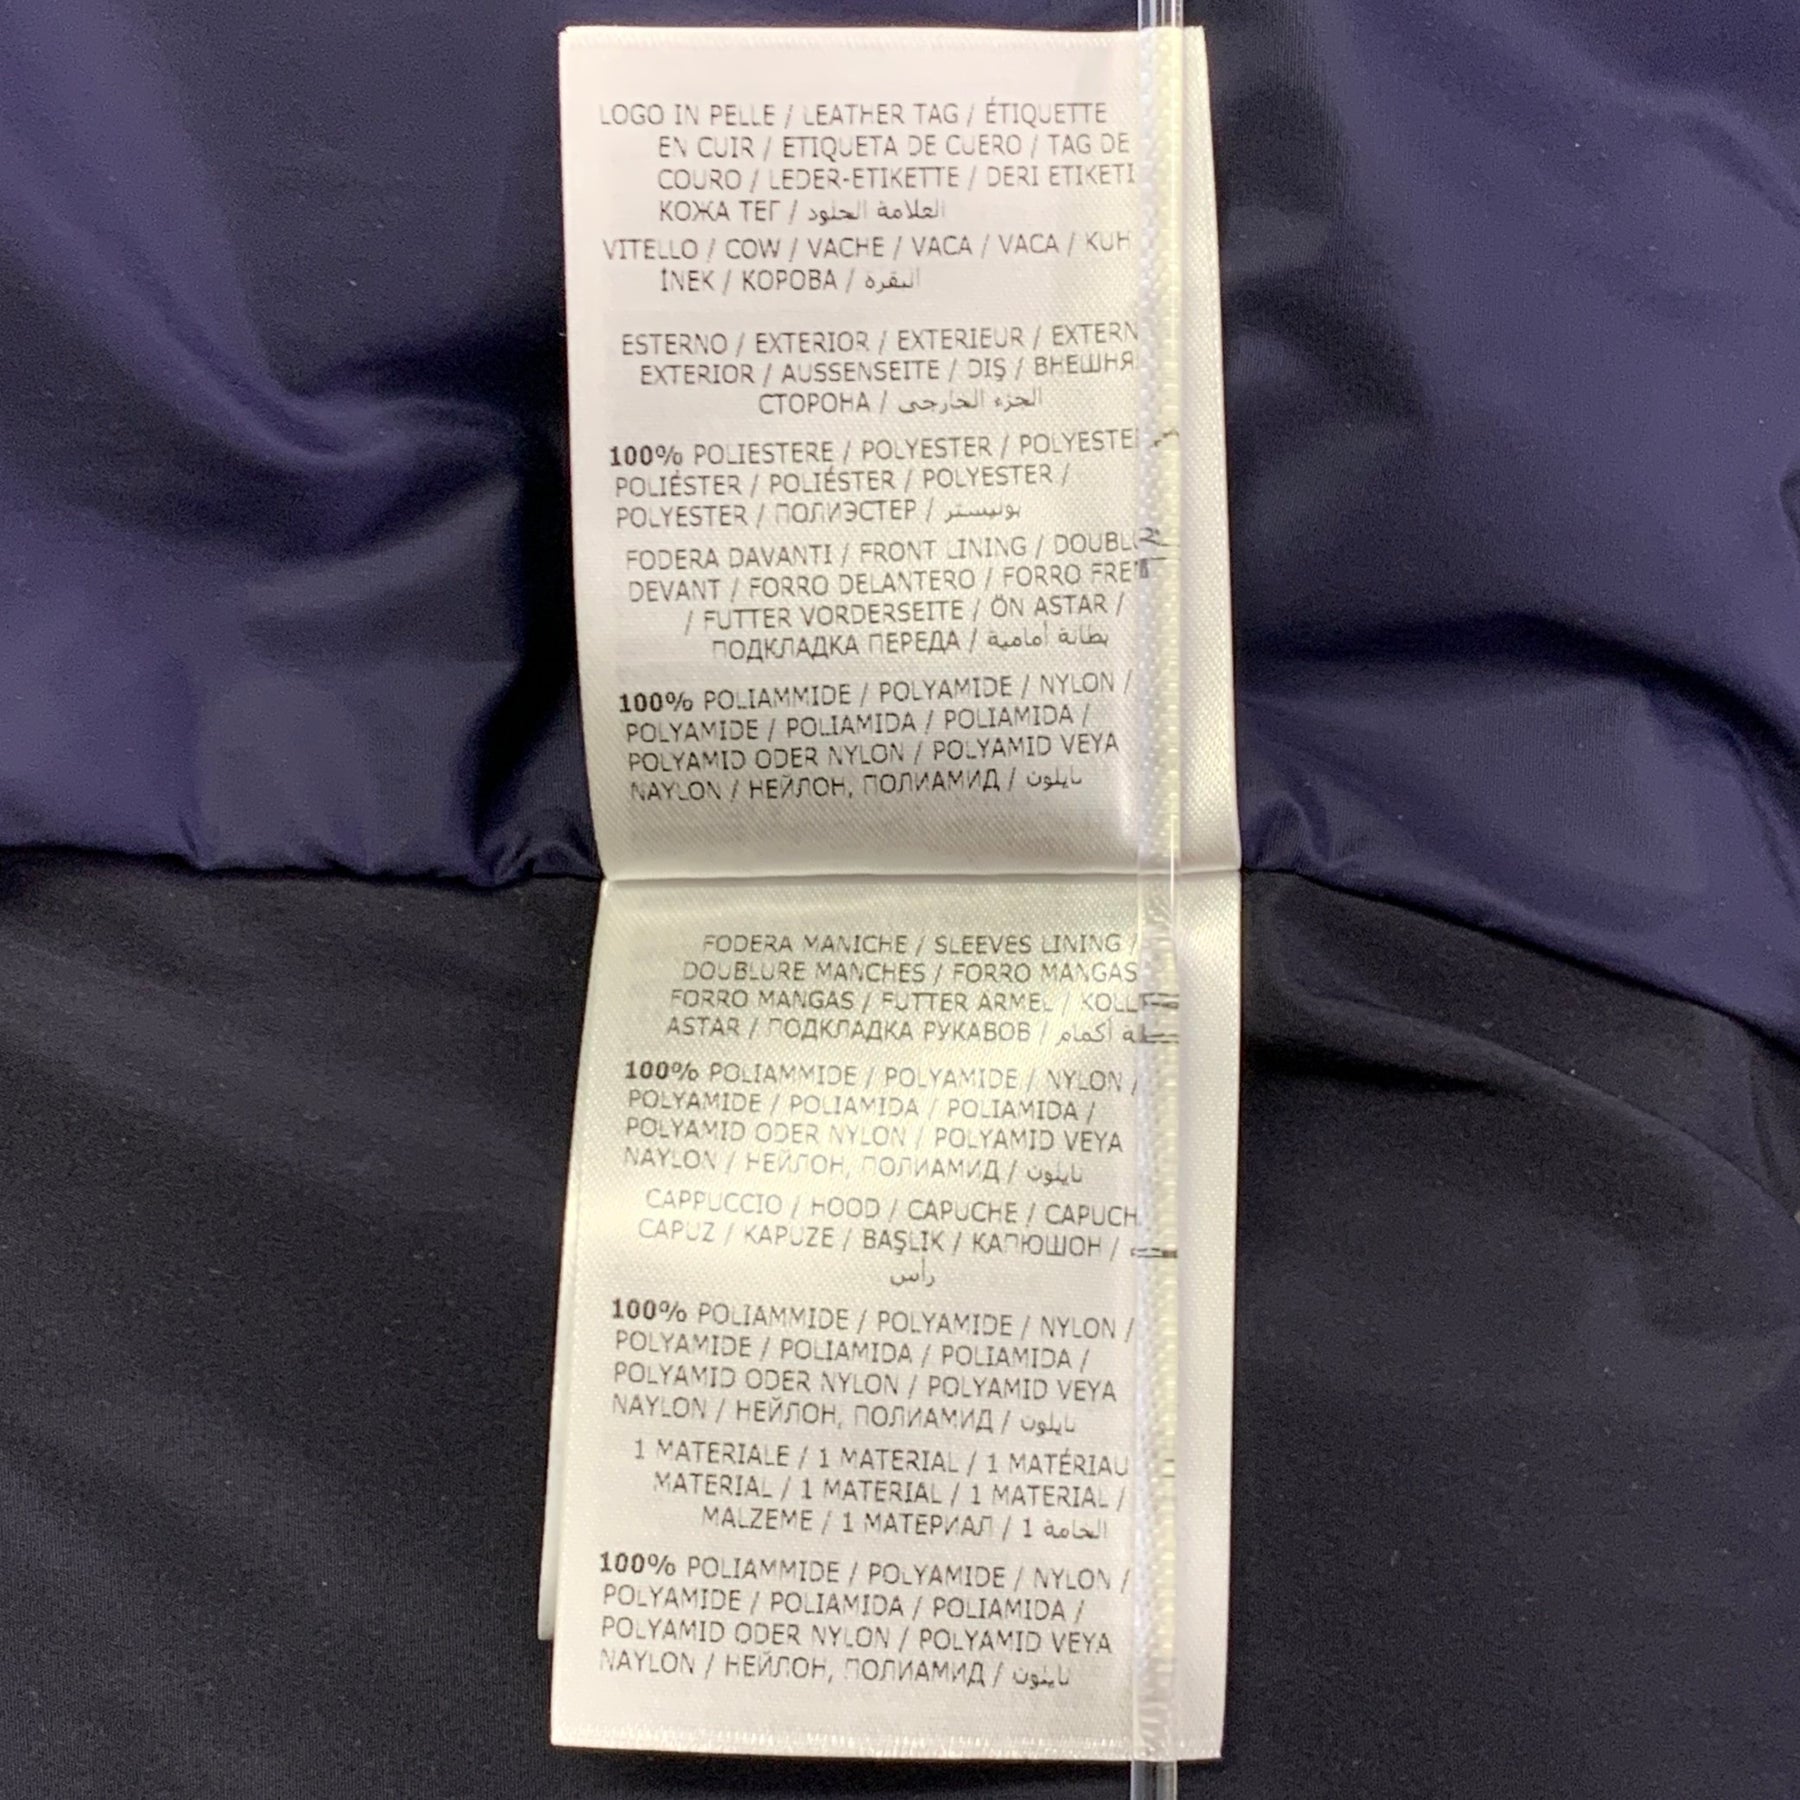 LOGO IN PELLE / LEATHER TAG / ÉTIQUETTE
EN CUIR / ETIQUETA DE CUERO / TAG DE
COURO / LEDER-ETIKETTE / DERI ETIKETI
КОЖА ТЕГ / العلامة الجلود
VITELLO / COW / VACHE / VACA / VACA / KUH
İNEK / КОРОВА / البقرة
ESTERNO / EXTERIOR / EXTERIEUR / EXTERN
EXTERIOR / AUSSENSEITE / DIŞ / ВНЕШНЯ
СТОРОНА / الجزء الخارجى
100% POLIESTERE / POLYESTER / POLYESTE
POLIÉSTER / POLIÉSTER / POLYESTER /
POLYESTER / ПОЛИЭСТЕР / بوليستر
FODERA DAVANTI / FRONT LINING / DOUBL
DEVANT / FORRO DELANTERO / FORRO FRE
/ FUTTER VORDERSEITE / ÖN ASTAR /
ПОДКЛАДКА ПЕРЕДА / بطانة أمامية
100% POLIAMMIDE / POLYAMIDE / NYLON /
POLYAMIDE / POLIAMIDA / POLIAMIDA /
POLYAMID ODER NYLON / POLYAMID VEYA
NAYLON / НЕЙЛОН, ПОЛИАМИД / نايلون
FODERA MANICHE / SLEEVES LINING /
DOUBLURE MANCHES / FORRO MANGAS
FORRO MANGAS / FUTTER ARMEL / KOLL
ASTAR / ПОДКЛАДКА РУКАВОВ / أكمام
100% POLIAMMIDE / POLYAMIDE / NYLON /
POLYAMIDE / POLIAMIDA / POLIAMIDA /
POLYAMID ODER NYLON / POLYAMID VEYA
NAYLON / НЕЙЛОН, ПОЛИАМИД / نايلون
CAPPUCCIO / HOOD / CAPUCHE / CAPUCH
CAPUZ / KAPUZE / BAŞLIK / КАПЮШОН /
رأس
100% POLIAMMIDE / POLYAMIDE / NYLON /
POLYAMIDE / POLIAMIDA / POLIAMIDA /
POLYAMID ODER NYLON / POLYAMID VEYA
NAYLON / НЕЙЛОН, ПОЛИАМИД / نايلون
1 MATERIALE / 1 MATERIAL / 1 MATÉRIAU
MATERIAL / 1 MATERIAL / 1 MATERIAL /
MALZEME / 1 МАТЕРИАЛ / 1 الخامة
100% POLIAMMIDE / POLYAMIDE / NYLON /
POLYAMIDE / POLIAMIDA / POLIAMIDA /
POLYAMID ODER NYLON / POLYAMID VEYA
NAYLON / НЕЙЛОН, ПОЛИАМИД / نايلون